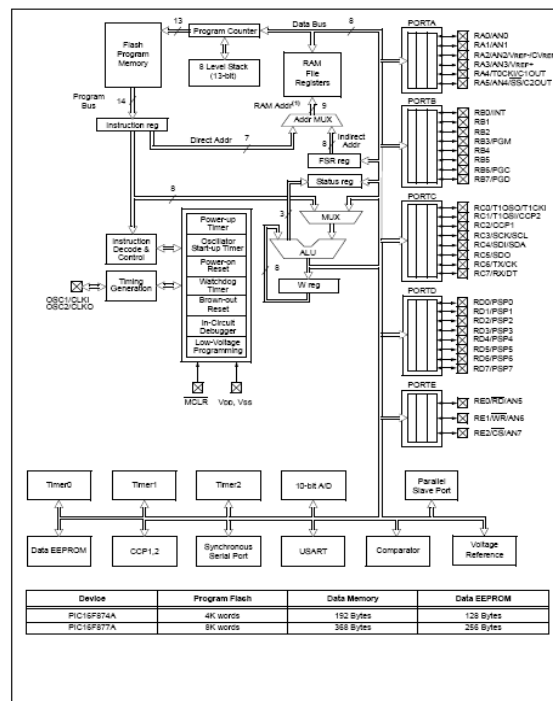 13
Data Bus
8
PORTA
Flash
Program
Memory
Program Counter
8 Level Stack
(13-bit)
RAM
File
Registers
RA0/AN0
RA1/AN1
RA2/AN2/VREF-/CVREF
RA3/AN3/VREF+
RA4/T0CKI/C1OUT
RA5/AN4/SS/C2OUT
Program
Bus
14
RAM Addr(1)
9
PORTB
Instruction reg
Addr MUX
RB0/INT
RB1
RB2
RB3/PGM
RB4
RB5
RB6/PGC
RB7/PGD
Direct Addr
7
8
Indirect
Addr
FSR reg
Status reg
8
PORTC
3
MUX
RC0/T1OSO/T1CKI
RC1/T1OSI/CCP2
RC2/CCP1
RC3/SCK/SCL
RC4/SDI/SDA
RC5/SDO
RC6/TX/CK
RC7/RX/DT
Power-up
Timer
Instruction
Decode &
Control
Oscillator
Start-up Timer
ALU
Power-on
Reset
8
Timing
Generation
Watchdog
Timer
W reg
OSC1/CLKI
OSC2/CLKO
Brown-out
Reset
In-Circuit
Debugger
Low-Voltage
Programming
PORTD
RD0/PSP0
RD1/PSP1
RD2/PSP2
RD3/PSP3
RD4/PSP4
RD5/PSP5
RD6/PSP6
RD7/PSP7
MCLR
VDD, VSS
PORTE
RE0/RD/AN5
RE1/WR/AN6
RE2/CS/AN7
Timer0
Timer1
Timer2
10-bit A/D
Parallel
Slave Port
Data EEPROM
CCP1,2
Synchronous
Serial Port
USART
Comparator
Voltage
Reference
Device Program Flash Data Memory Data EEPROM
PIC16F874A 4K words 192 Bytes 128 Bytes
PIC16F877A 8K words 368 Bytes 256 Bytes